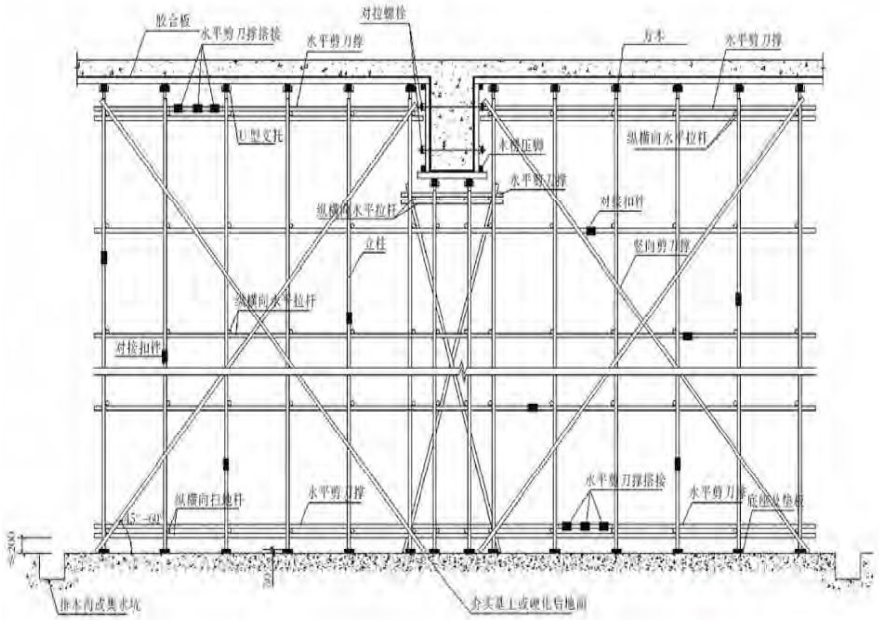 胶合板
水平剪刀撑搭接
水平剪刀撑
对拉螺栓
方木
水平剪刀撑
U型支托
纵横向水平拉杆
木楔压脚
水平剪刀撑
纵横向水平拉杆
对接扣件
立柱
竖向剪刀撑
纵横向水平拉杆
对接扣件
水平剪刀撑搭接
纵横向扫地杆
水平剪刀撑
水平剪刀撑
底座及垫板
45°-60°
≤200
排水沟或集水坑
夯实基土或硬化后地面